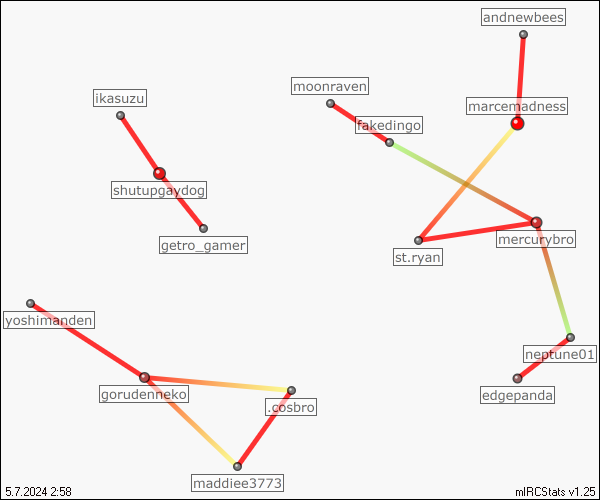 andnewbees
moonraven
ikasuzu
marcemadness
fakedingo
shutupgaydog
getro_gamer
mercurybro
st.ryan
yoshimanden
neptune01
gorudenneko
edgepanda
.cosbro
maddiee3773
5.7.2024 2:58
mIRCStats v1.25